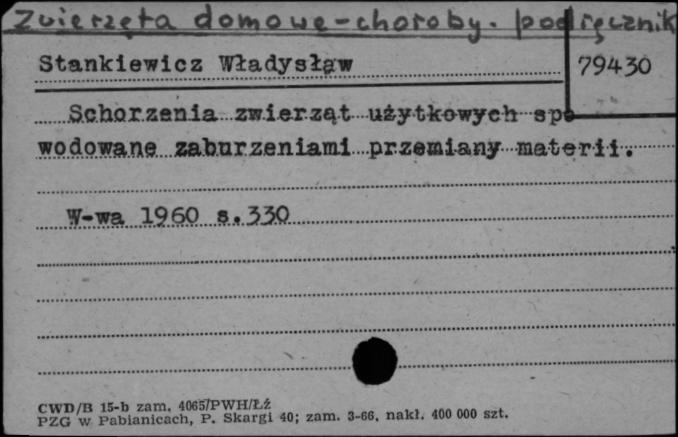 Zwierzęta domowe - choroby. podręcznik
Stankiewicz Władysław
79430
Schorzenia zwierząt użytkowych spo
wodowane zaburzeniami przemiany materii.
W-wa 1960 s.330
CWD/B 15-b zam. 4065/PWH/Łź
PZG w Pabianicach, P. Skargi 40; zam. 3-66, nakł. 400 000 szt.